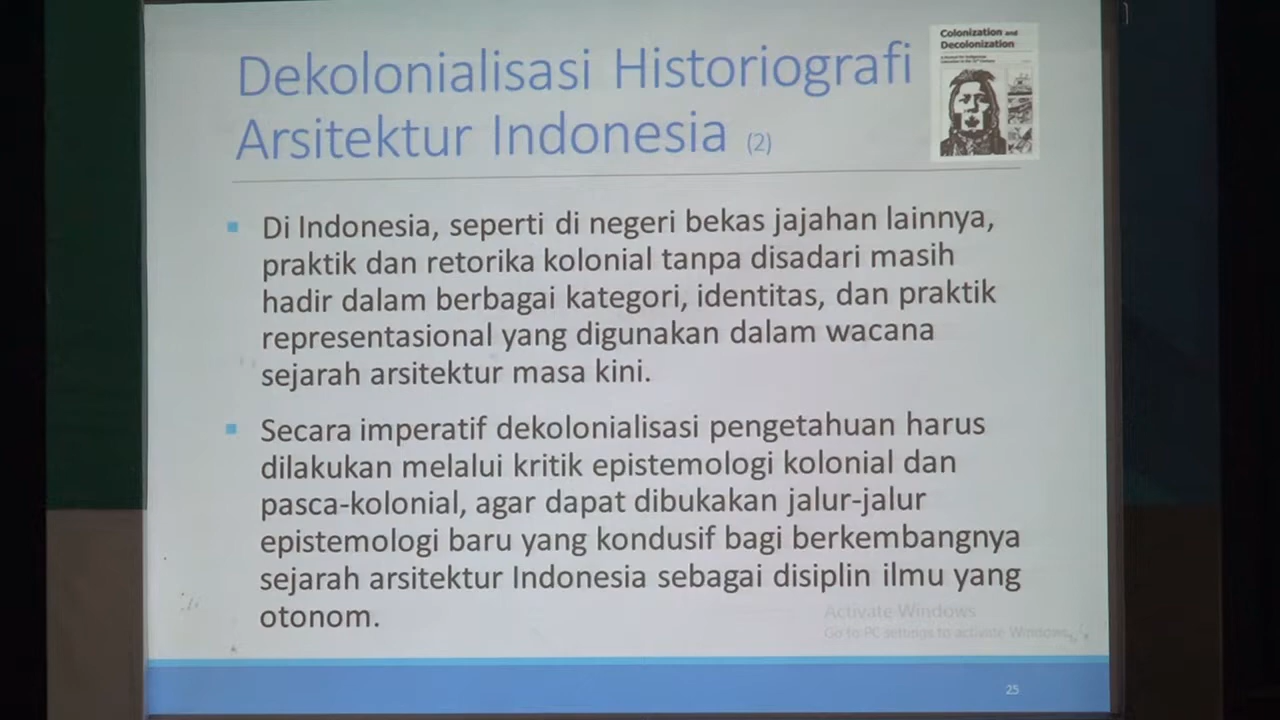 Dekolonialisasi Historiografi
Arsitektur Indonesia (2)
Colonization and
Decolonization
Di Indonesia, seperti di negeri bekas jajahan lainnya,
praktik dan retorika kolonial tanpa disadari masih
hadir dalam berbagai kategori, identitas, dan praktik
representasional yang digunakan dalam wacana
sejarah arsitektur masa kini.
Secara imperatif dekolonialisasi pengetahuan harus
dilakukan melalui kritik epistemologi kolonial dan
pasca-kolonial, agar dapat dibukakan jalur-jalur
epistemologi baru yang kondusif bagi berkembangnya
sejarah arsitektur Indonesia sebagai disiplin ilmu yang
otonom.
Activate Windows
Go to PC settings to activate Windows.
25